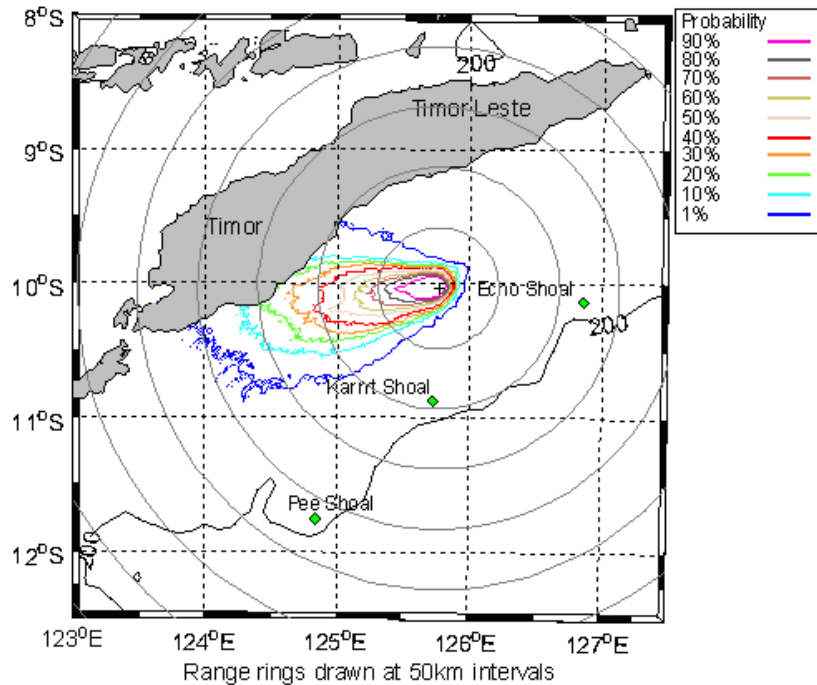 8°S
9°S
10°S
11°S
12°S
123°E
124°E
125°E
126°E
127°E
200
Timor-Leste
Timor
Echo Shoal
200
Karmt Shoal
Pee Shoal
200
Range rings drawn at 50km intervals
Probability
90%
80%
70%
60%
50%
40%
30%
20%
10%
1%